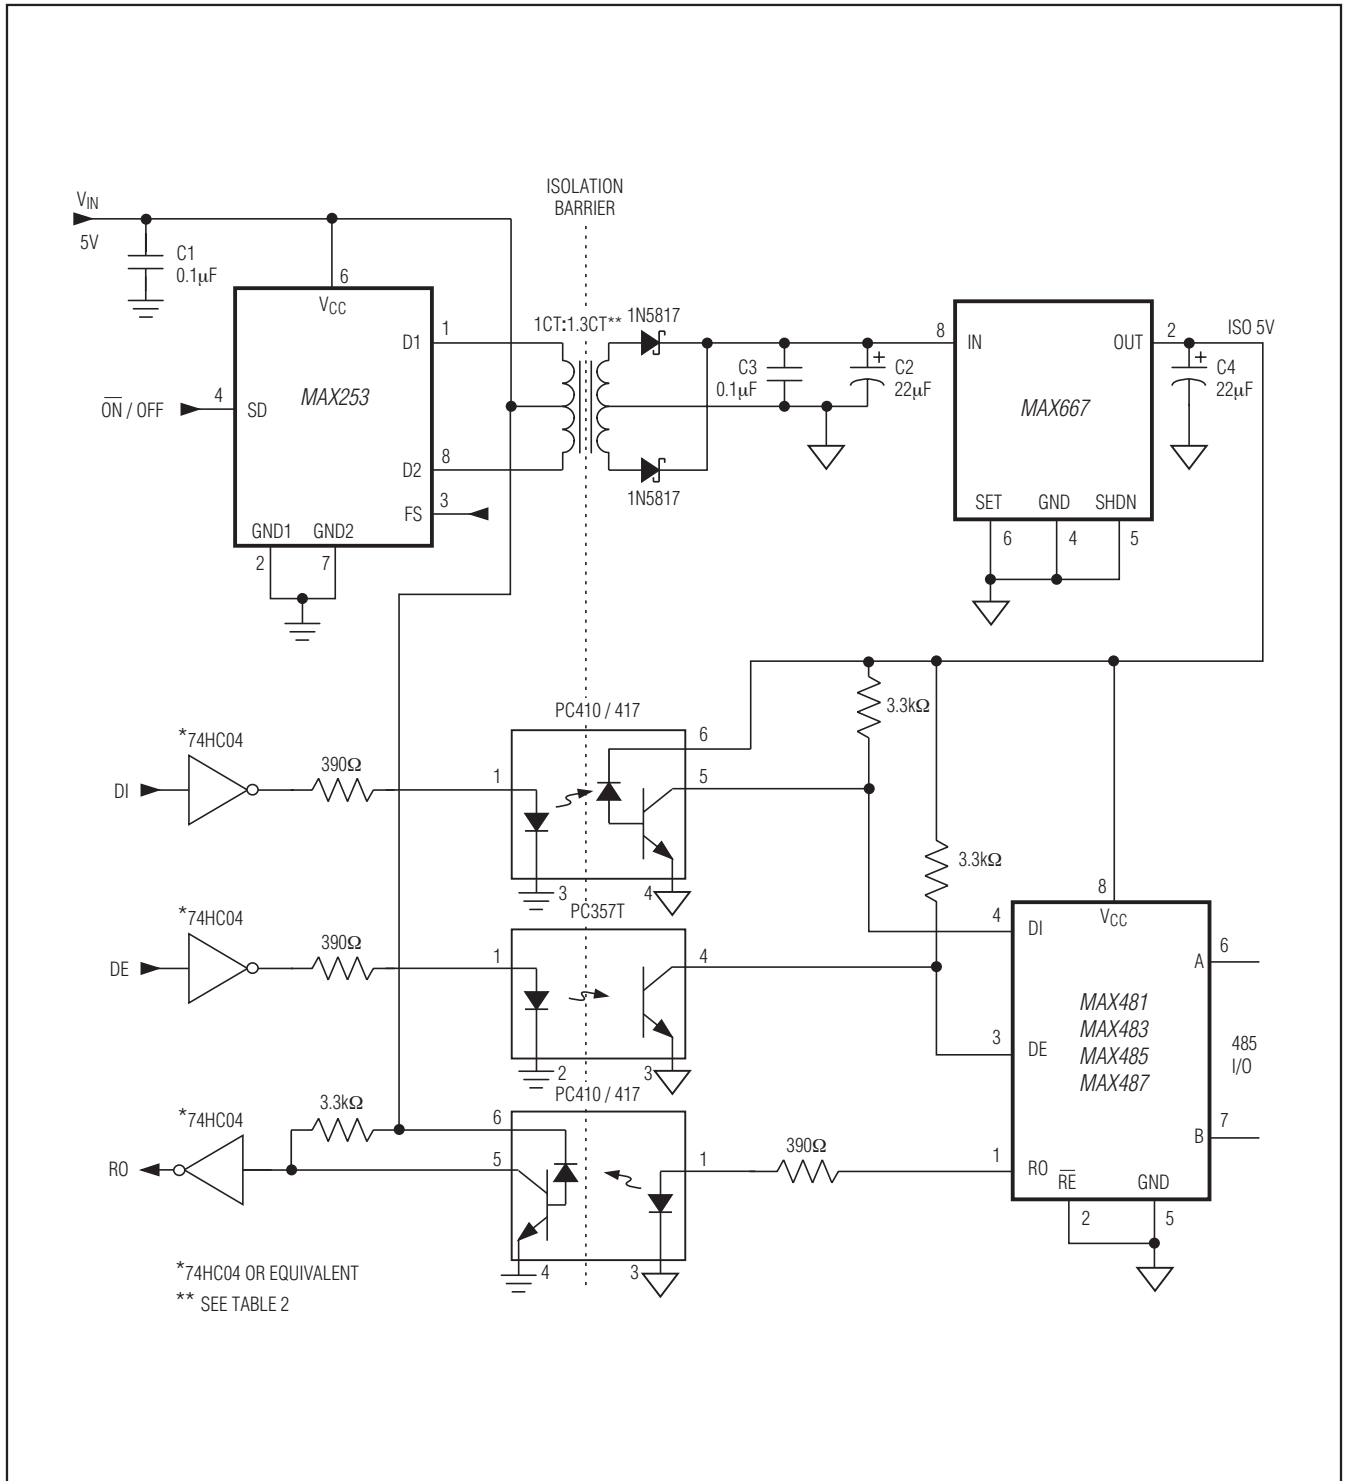 ISOLATION
BARRIER
VIN
5V
C1
0.1µF
6
VCC
D1
1
MAX253
4
SD
ON / OFF
D2
8
FS
3
GND1
GND2
2
7
1CT:1.3CT**
1N5817
1N5817
C3
0.1µF
+
C2
22µF
8
IN
OUT
2
ISO 5V
MAX667
+
C4
22µF
SET
GND
SHDN
6
4
5
PC410 / 417
*74HC04
DI
390Ω
1
6
5
3
4
3.3kΩ
3.3kΩ
PC357T
*74HC04
DE
390Ω
1
4
2
3
PC410 / 417
*74HC04
RO
3.3kΩ
6
5
4
1
3
390Ω
8
VCC
4
DI
A
6
MAX481
MAX483
MAX485
MAX487
3
DE
485
I/O
B
7
1
RO
RE
GND
2
5
*74HC04 OR EQUIVALENT
** SEE TABLE 2